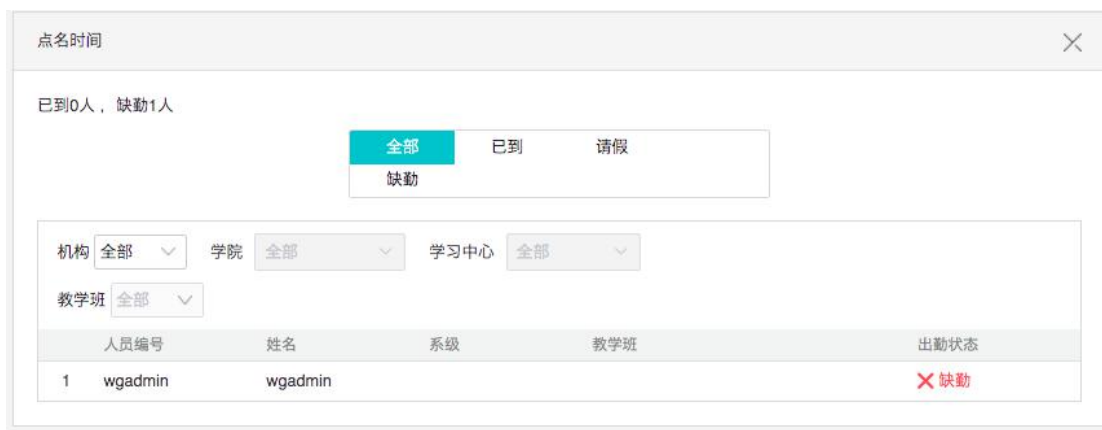 点名时间
已到0人，缺勤1人
全部 已到 请假
缺勤
机构 全部 学院 全部 学习中心 全部
教学班 全部
人员编号 姓名 系级 教学班 出勤状态
1 wgadmin wgadmin 缺勤